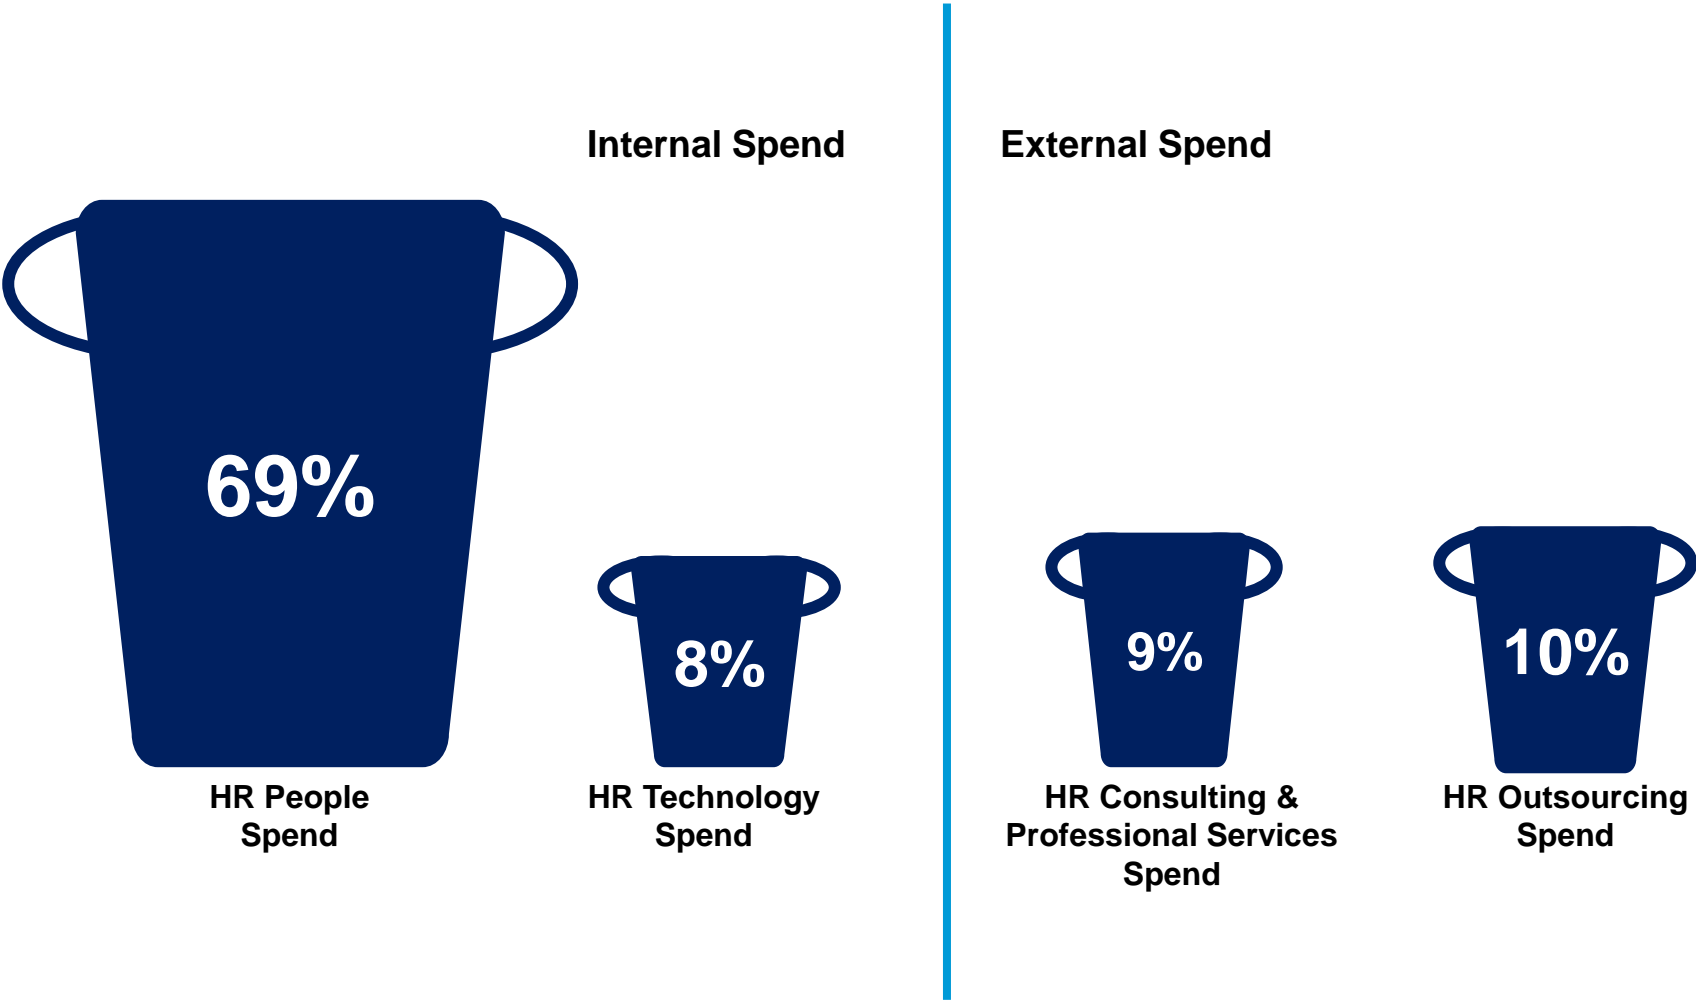 Internal Spend
External Spend
69%
8%
9%
10%
HR People
Spend
HR Technology
Spend
HR Consulting &
Professional Services
Spend
HR Outsourcing
Spend